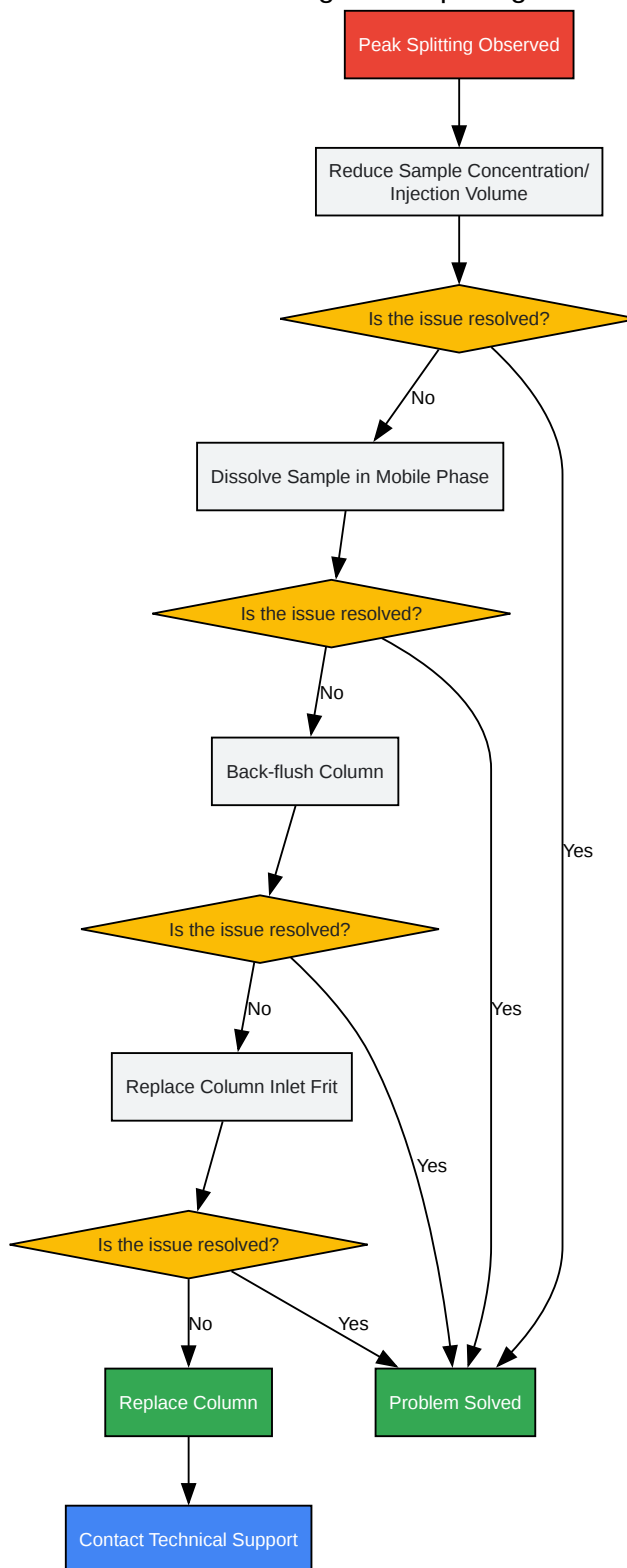 Peak Splitting Observed
Reduce Sample Concentration/
Injection Volume
Is the issue resolved?
No
Dissolve Sample in Mobile Phase
Is the issue resolved?
No
Back-flush Column
Yes
Is the issue resolved?
No
Yes
Replace Column Inlet Frit
Yes
Is the issue resolved?
No
Yes
Replace Column
Problem Solved
Contact Technical Support